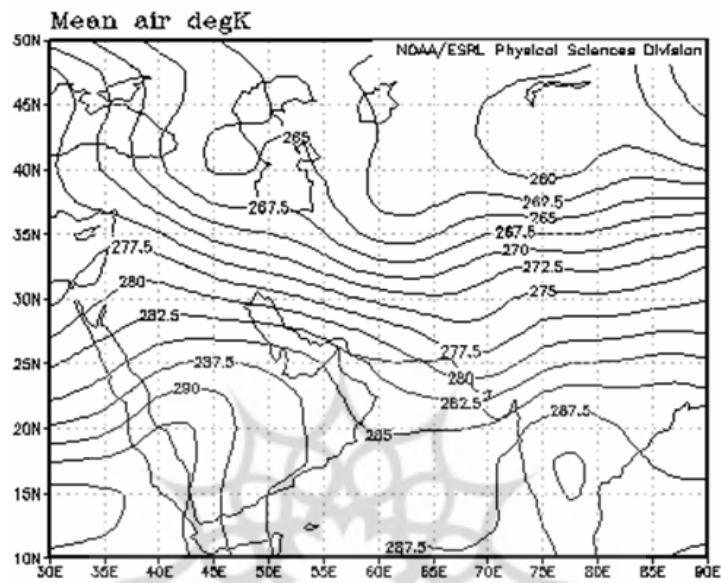 Mean air degK
NOAA/ESRL Physical Sciences Division
50N
45N
265
40N
260
262.5
267.5
265
35N
267.5
277.5
270
272.5
280
275
30N
282.5
277.5
25N
237.5
280
290
282.5
287.5
20N
285
15N
287.5
10N
30E 35E 40E 45E 50E 55E 60E 65E 70E 75E 80E 85E 90E